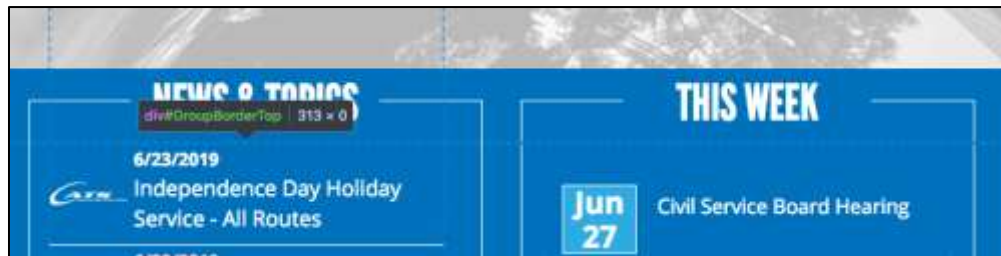 NEWS & TOPICS
div#GroupBorderTop 313 × 0
THIS WEEK
6/23/2019
Independence Day Holiday
Service - All Routes
CATS
Jun
27
Civil Service Board Hearing